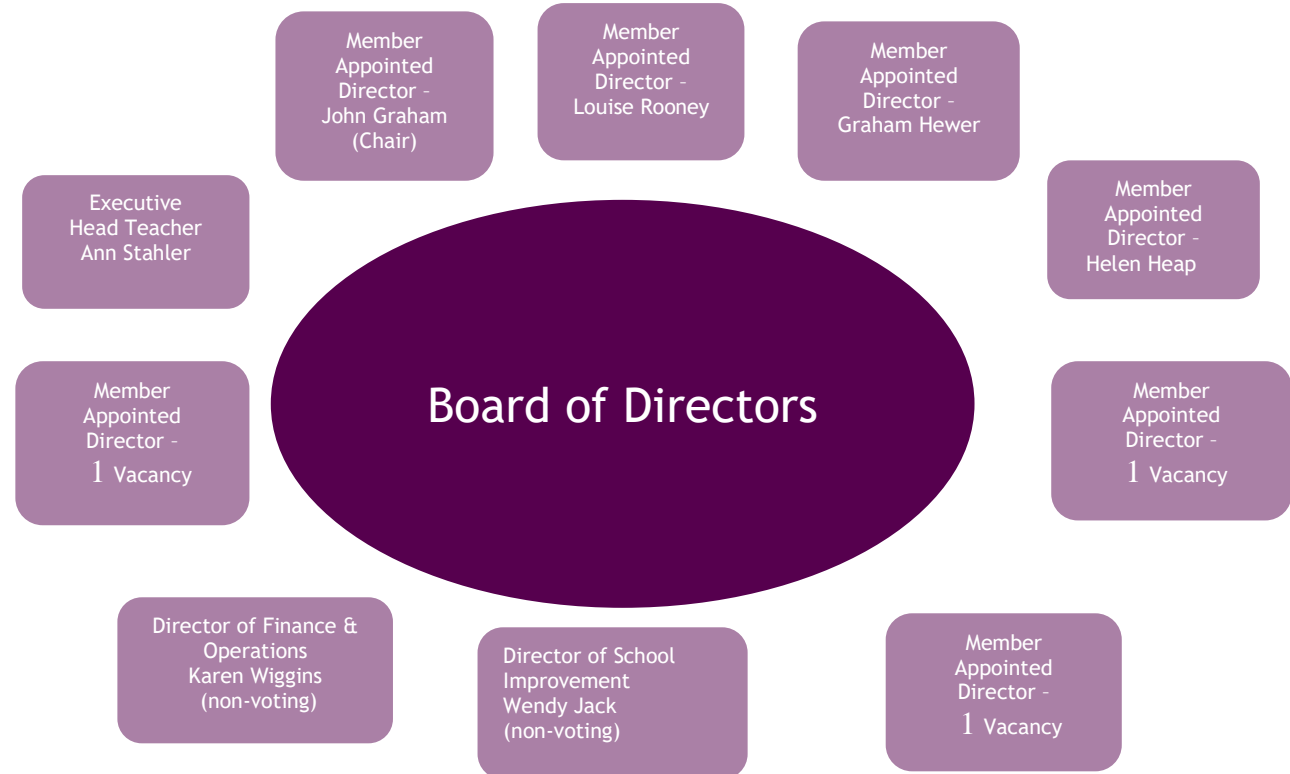 Member
Appointed
Director –
John Graham
(Chair)
Member
Appointed
Director –
Louise Rooney
Member
Appointed
Director –
Graham Hewer
Executive
Head Teacher
Ann Stahler
Member
Appointed
Director –
Helen Heap
Board of Directors
Member
Appointed
Director –
1 Vacancy
Member
Appointed
Director –
1 Vacancy
Director of Finance &
Operations
Karen Wiggins
(non-voting)
Director of School
Improvement
Wendy Jack
(non-voting)
Member
Appointed
Director –
1 Vacancy